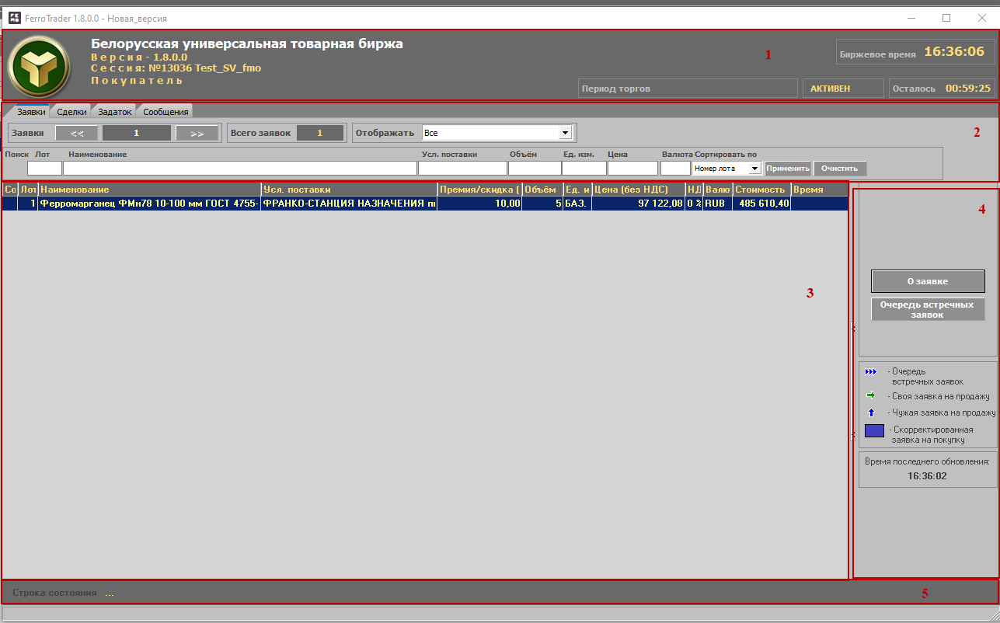 FerroTrader 1.8.0.0 - Новая_версия
Белорусская универсальная товарная биржа
Версия - 1.8.0.0
Сессия: №13036 Test_SV_fmo
Покупатель
1
Биржевое время 16:36:06
Период торгов АКТИВЕН Осталось 00:59:25
Заявки Сделки Задаток Сообщения
Заявки << 1 >> Всего заявок 1 Отображать Все 2
Поиск Лот Наименование Усл. поставки Объём Ед. изм. Цена Валюта Сортировать по
Номер лота Применить Очистить
Со Лот Наименование Усл. поставки Премия/скидка ( Объём Ед. и Цена (без НДС) НД Валю Стоимость Время
1 Ферромарганец ФМн78 10-100 мм ГОСТ 4755- ФРАНКО-СТАНЦИЯ НАЗНАЧЕНИЯ 10,00 5 БАЗ. 97 122,08 0 % RUB 485 610,40
3
4
О заявке
Очередь встречных
заявок
- Очередь
встречных заявок
- Своя заявка на продажу
- Чужая заявка на продажу
- Скорректированная
заявка на покупку
Время последнего обновления:
16:36:02
Строка состояния ... 5